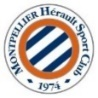 MONTPELLIER Hérault Sport Club
1974